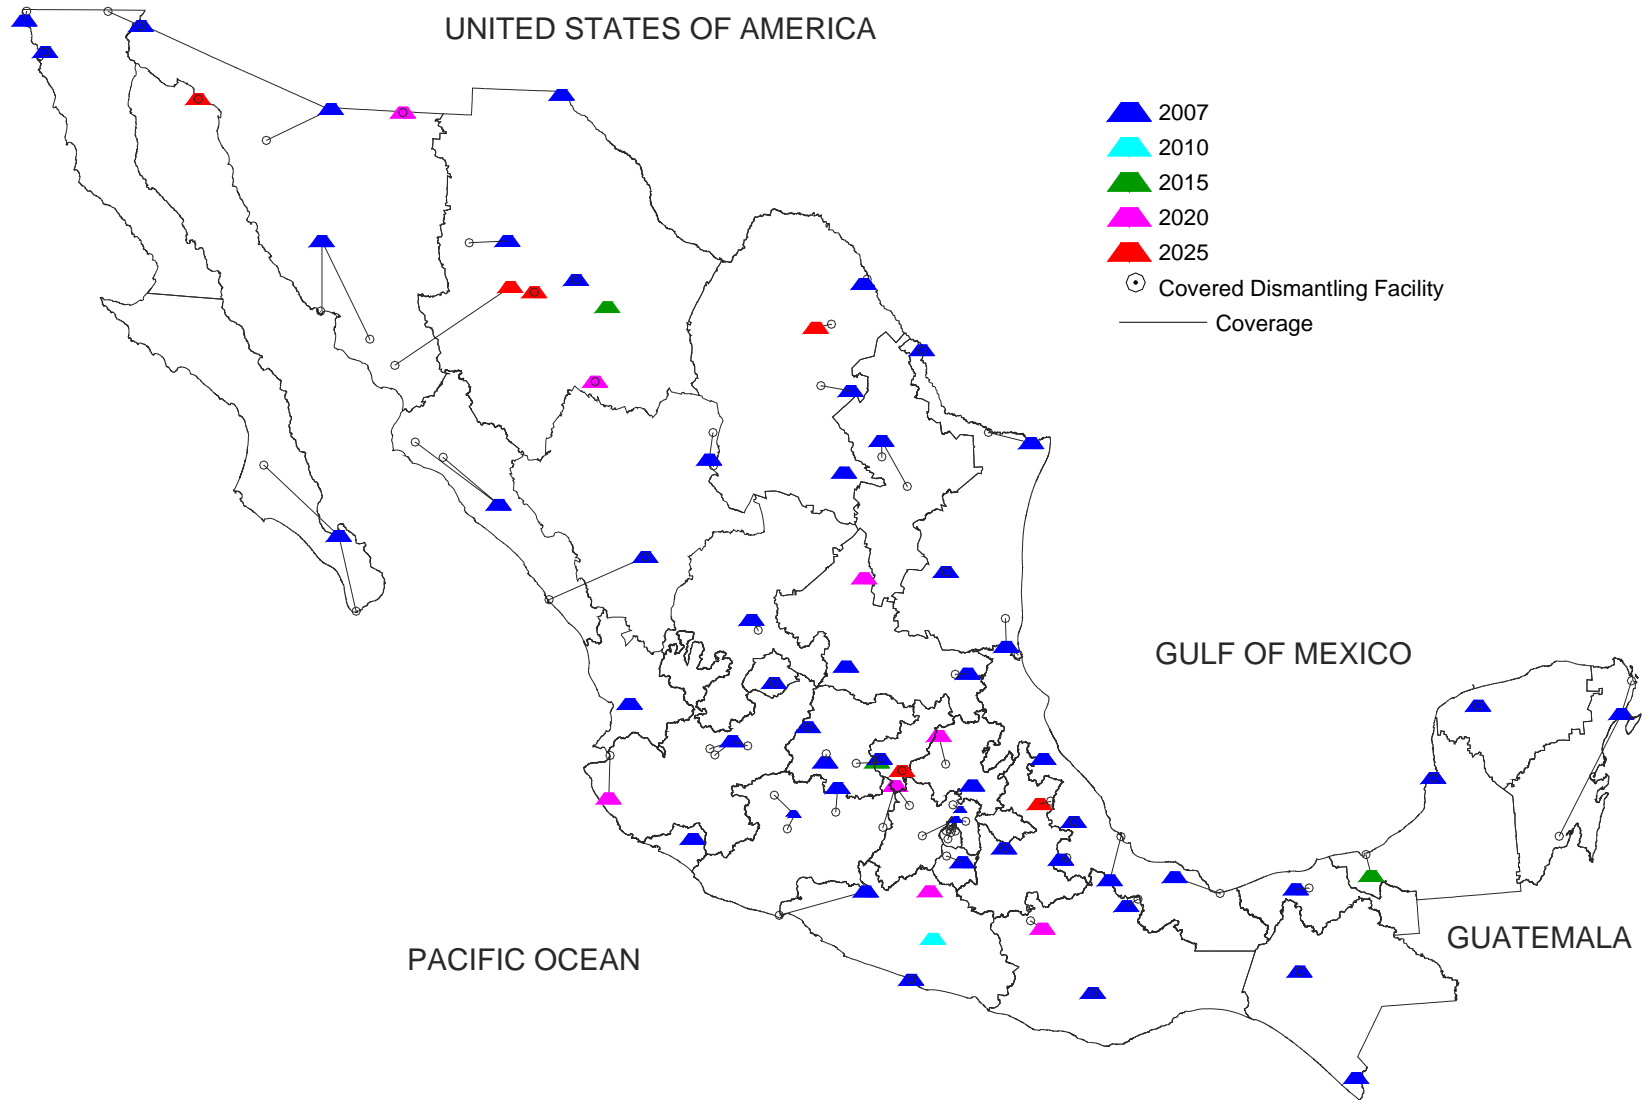 UNITED STATES OF AMERICA
2007
2010
2015
2020
2025
Covered Dismantling Facility
Coverage
GULF OF MEXICO
GUATEMALA
PACIFIC OCEAN